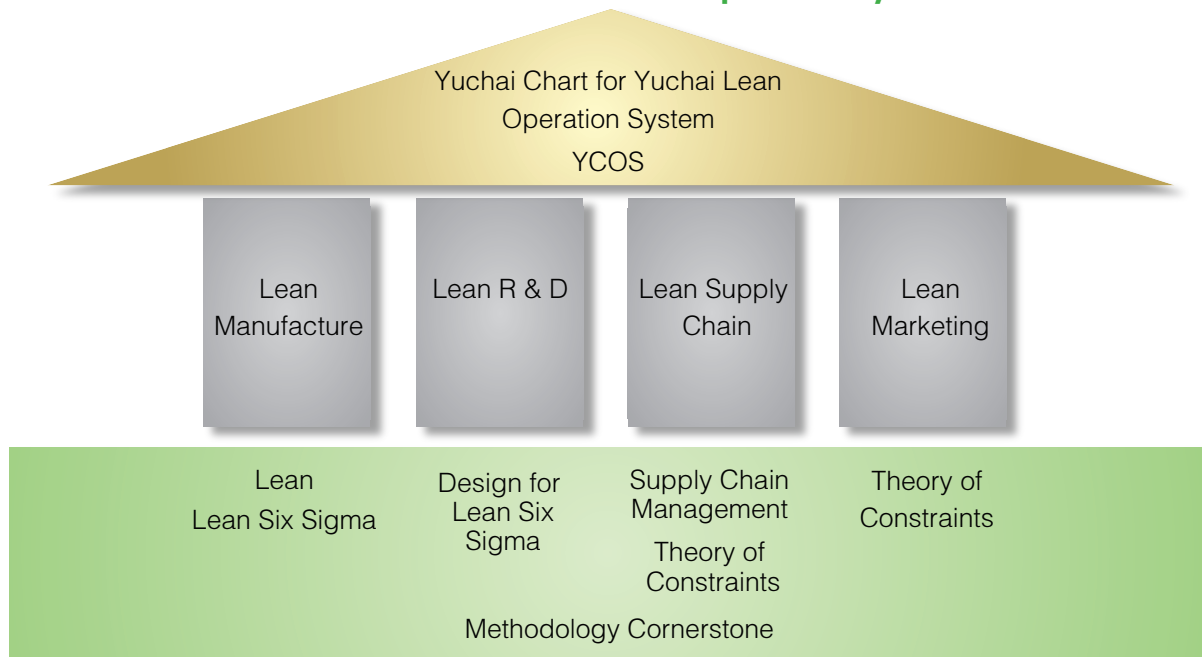 Yuchai Chart for Yuchai Lean
Operation System
YCOS
Lean
Manufacture
Lean R & D
Lean Supply
Chain
Lean
Marketing
Lean
Lean Six Sigma
Design for
Lean Six
Sigma
Supply Chain
Management
Theory of
Constraints
Theory of
Constraints
Methodology Cornerstone